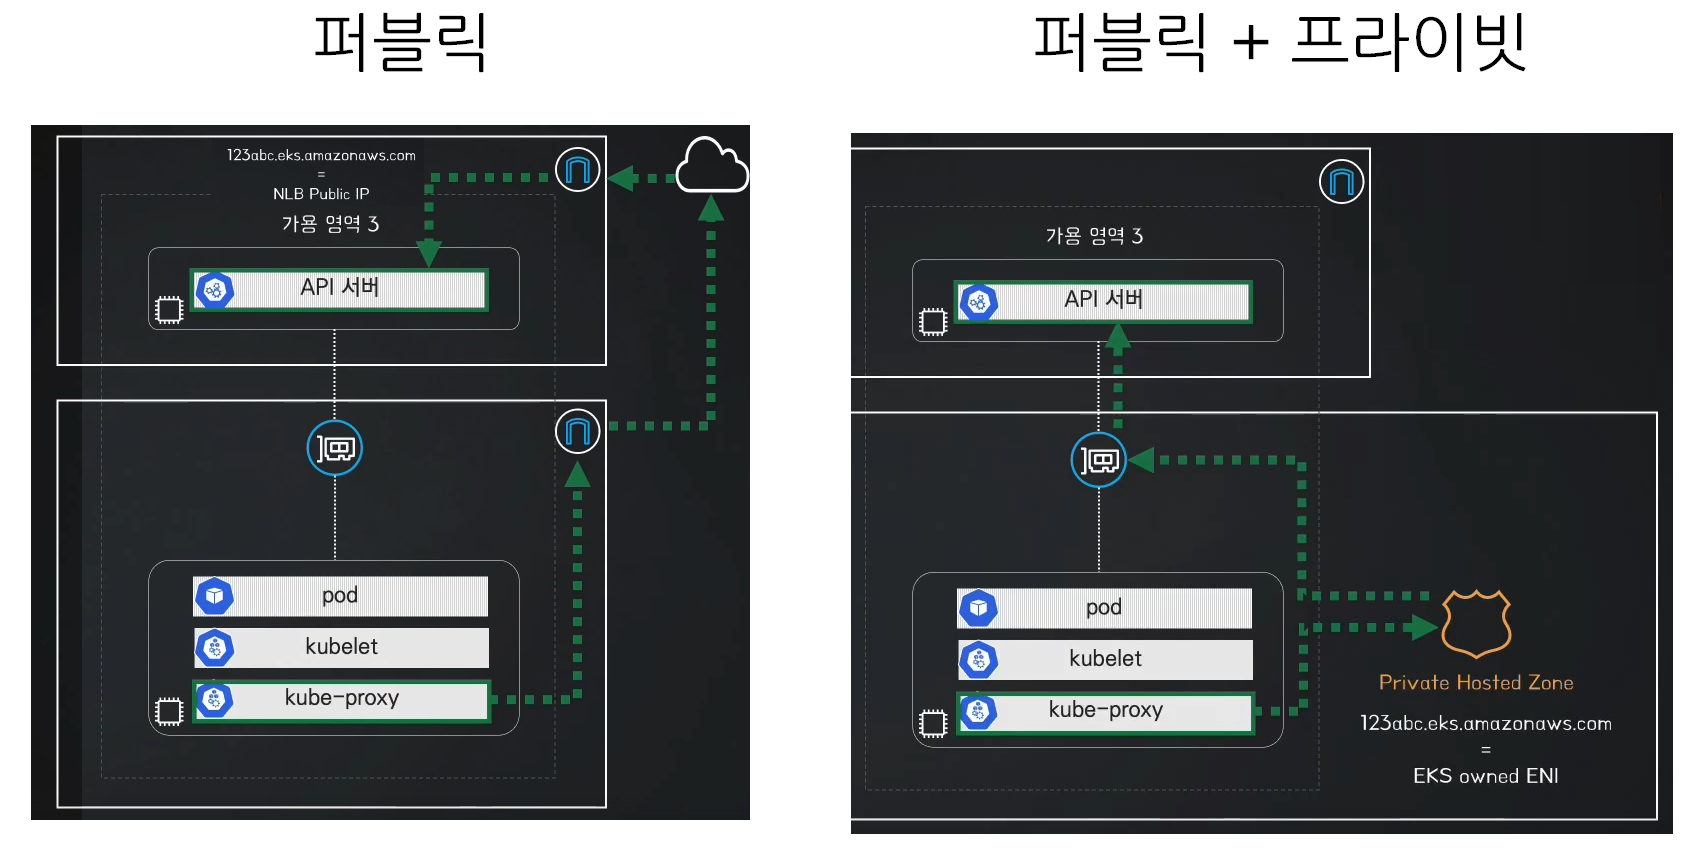 퍼블릭
123abc.eks.amazonaws.com
=
NLB Public IP
가용 영역 3
API 서버
pod
kubelet
kube-proxy
퍼블릭 + 프라이빗
가용 영역 3
API 서버
pod
kubelet
kube-proxy
Private Hosted Zone
123abc.eks.amazonaws.com
=
EKS owned ENI